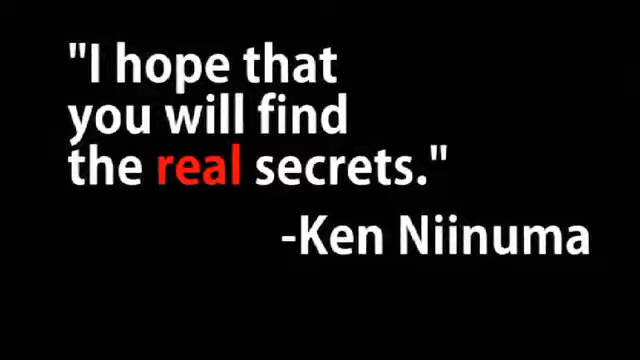 "I hope that
you will find
the real secrets."
-Ken Niinuma